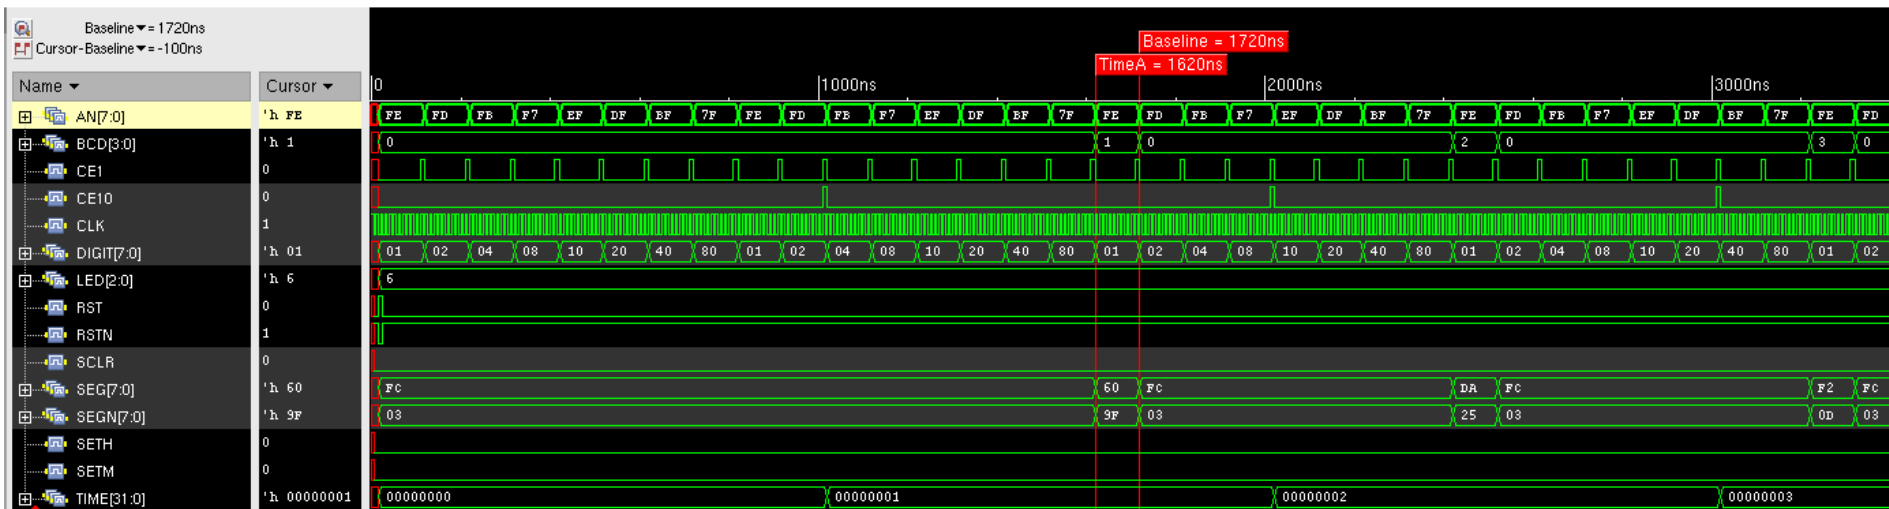 Baseline▼= 1720ns
Cursor-Baseline▼= -100ns
Baseline = 1720ns
TimeA = 1620ns
Name ▼ Cursor ▼ 0 1000ns 2000ns 3000ns
AN[7:0] 'h FE FE FD FB F7 EF DF BF 7F FE FD FB F7 EF DF BF 7F FE FD FB F7 EF DF BF 7F FE FD FB F7 EF DF BF 7F FE FD
BCD[3:0] 'h 1 0 1 0 2 0 3 0
CE1 0
CE10 0
CLK 1
DIGIT[7:0] 'h 01 01 02 04 08 10 20 40 80 01 02 04 08 10 20 40 80 01 02 04 08 10 20 40 80 01 02 04 08 10 20 40 80 01 02
LED[2:0] 'h 6 6
RST 0
RSTN 1
SCLR 0
SEG[7:0] 'h 60 FC 60 FC DA FC F2 FC
SEGN[7:0] 'h 9F 03 9F 03 25 03 0D 03
SETH 0
SETM 0
TIME[31:0] 'h 00000001 00000000 00000001 00000002 00000003